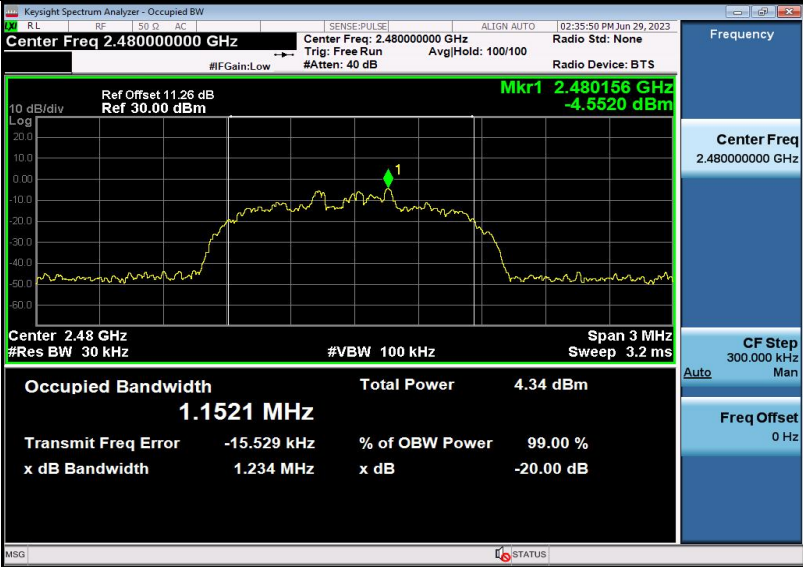 Keysight Spectrum Analyzer - Occupied BW
LXI RL RF 50 Ω AC SENSE:PULSE ALIGN AUTO 02:35:50 PM Jun 29, 2023
Center Freq 2.480000000 GHz
Center Freq: 2.480000000 GHz Radio Std: None
Trig: Free Run Avg|Hold: 100/100
#IFGain:Low #Atten: 40 dB Radio Device: BTS
Frequency
Mkr1 2.480156 GHz
-4.5520 dBm
Ref Offset 11.26 dB
10 dB/div Ref 30.00 dBm
Log
20.0
10.0
0.00
-10.0
-20.0
-30.0
-40.0
-50.0
-60.0
1
Center 2.48 GHz Span 3 MHz
#Res BW 30 kHz #VBW 100 kHz Sweep 3.2 ms
Occupied Bandwidth Total Power 4.34 dBm
1.1521 MHz
Transmit Freq Error -15.529 kHz % of OBW Power 99.00 %
x dB Bandwidth 1.234 MHz x dB -20.00 dB
Center Freq
2.480000000 GHz
CF Step
300.000 kHz
Auto Man
Freq Offset
0 Hz
MSG STATUS